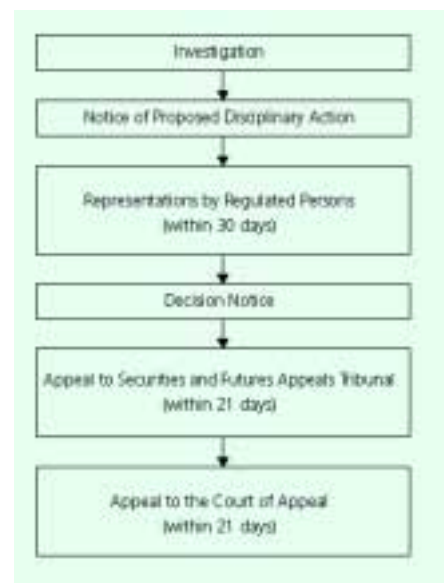 Investigation
Notice of Proposed Disciplinary Action
Representations by Regulated Persons
(within 30 days)
Decision Notice
Appeal to Securities and Futures Appeals Tribunal
(within 21 days)
Appeal to the Court of Appeal
(within 21 days)